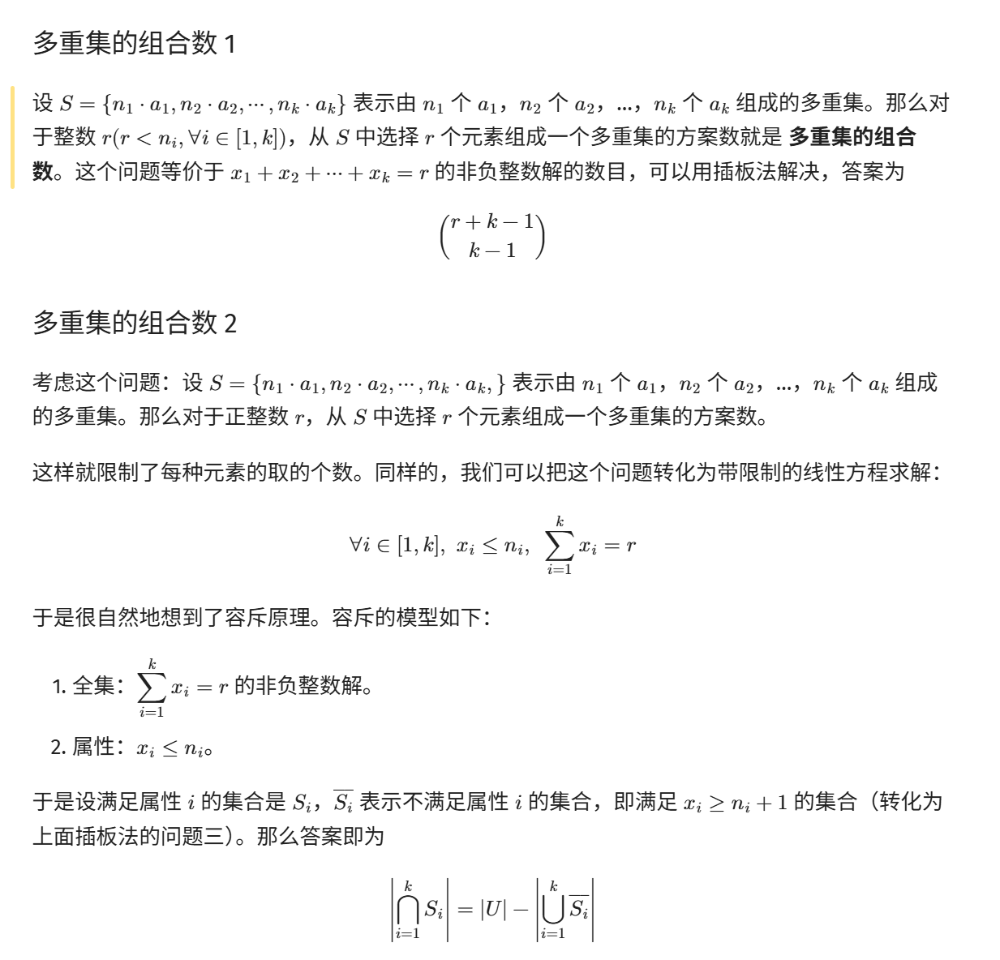 多重集的组合数 1
设 $S = \{n_1 \cdot a_1, n_2 \cdot a_2, \cdots, n_k \cdot a_k\}$ 表示由 $n_1$ 个 $a_1$，$n_2$ 个 $a_2$，…，$n_k$ 个 $a_k$ 组成的多重集。那么对
于整数 $r(r < n_i, \forall i \in [1, k])$，从 $S$ 中选择 $r$ 个元素组成一个多重集的方案数就是 多重集的组合
数。这个问题等价于 $x_1 + x_2 + \cdots + x_k = r$ 的非负整数解的数目，可以用插板法解决，答案为
$\binom{r + k - 1}{k - 1}$
多重集的组合数 2
考虑这个问题：设 $S = \{n_1 \cdot a_1, n_2 \cdot a_2, \cdots, n_k \cdot a_k, \}$ 表示由 $n_1$ 个 $a_1$，$n_2$ 个 $a_2$，…，$n_k$ 个 $a_k$ 组成
的多重集。那么对于正整数 $r$，从 $S$ 中选择 $r$ 个元素组成一个多重集的方案数。
这样就限制了每种元素的取的个数。同样的，我们可以把这个问题转化为带限制的线性方程求解：
$\forall i \in [1, k],\ x_i \leq n_i,\ \sum_{i=1}^{k} x_i = r$
于是很自然地想到了容斥原理。容斥的模型如下：
1. 全集：$\sum_{i=1}^{k} x_i = r$ 的非负整数解。
2. 属性：$x_i \leq n_i$。
于是设满足属性 $i$ 的集合是 $S_i$，$\overline{S_i}$ 表示不满足属性 $i$ 的集合，即满足 $x_i \geq n_i + 1$ 的集合（转化为
上面插板法的问题三）。那么答案即为
$\left|\bigcap_{i=1}^{k} S_i\right| = |U| - \left|\bigcup_{i=1}^{k} \overline{S_i}\right|$